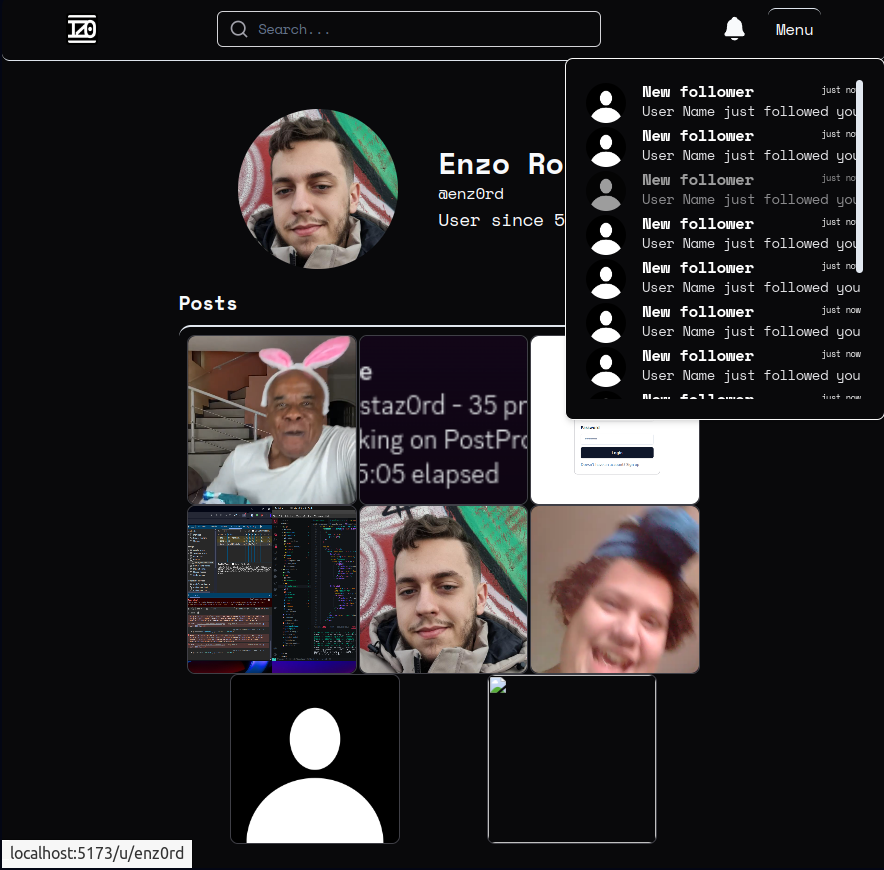 IZ0
Search...
Menu
New follower just now
User Name just followed you
New follower just now
User Name just followed you
New follower just now
User Name just followed you
New follower just now
User Name just followed you
New follower just now
User Name just followed you
New follower just now
User Name just followed you
New follower just now
User Name just followed you
New follower just now
Enzo Ro
@enz0rd
User since 5
Posts
e
staz0rd - 35 pr
king on PostPro
5:05 elapsed
Password
Login
localhost:5173/u/enz0rd